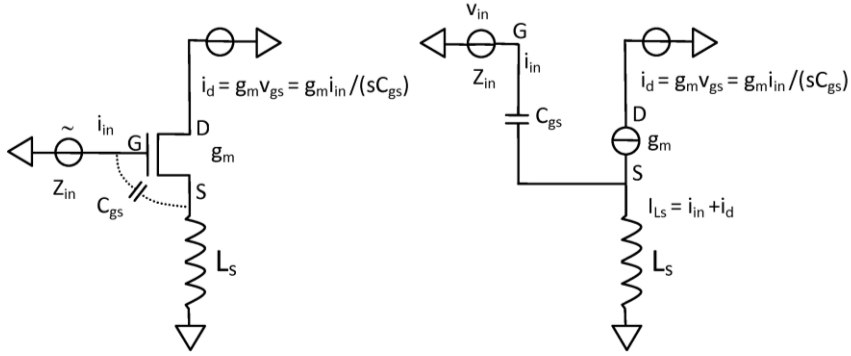 i_d = g_m v_gs = g_m i_in /(sC_gs)
~
i_in
G
D
g_m
Z_in
S
C_gs
L_s
v_in
G
i_in
Z_in
C_gs
i_d = g_m v_gs = g_m i_in /(sC_gs)
D
g_m
S
I_Ls = i_in +i_d
L_s